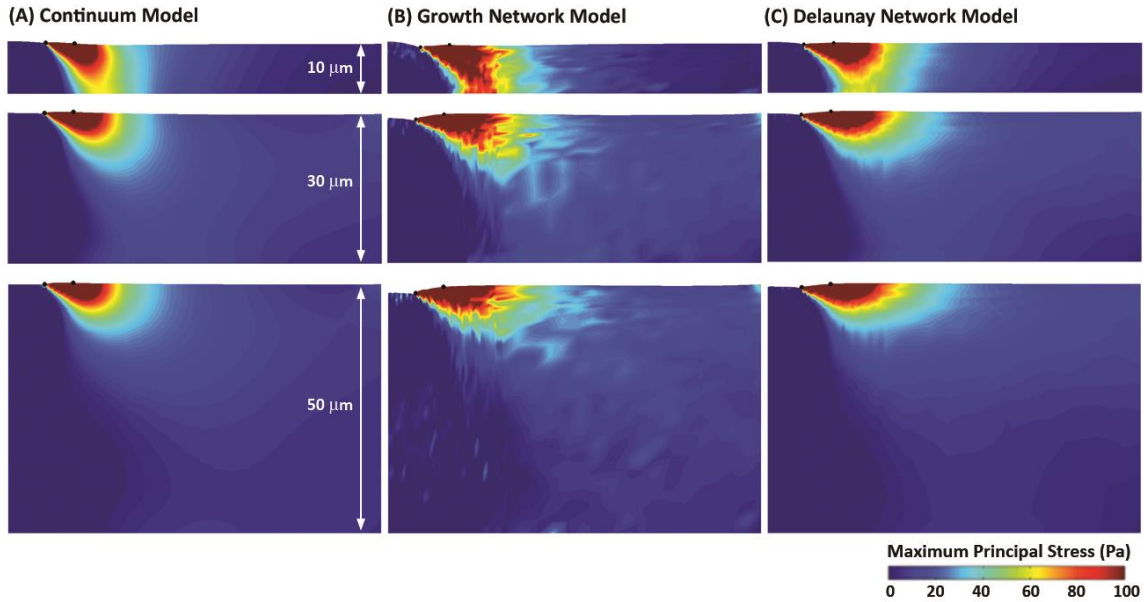 (A) Continuum Model
(B) Growth Network Model
(C) Delaunay Network Model
10 μm
30 μm
50 μm
Maximum Principal Stress (Pa)
0 20 40 60 80 100